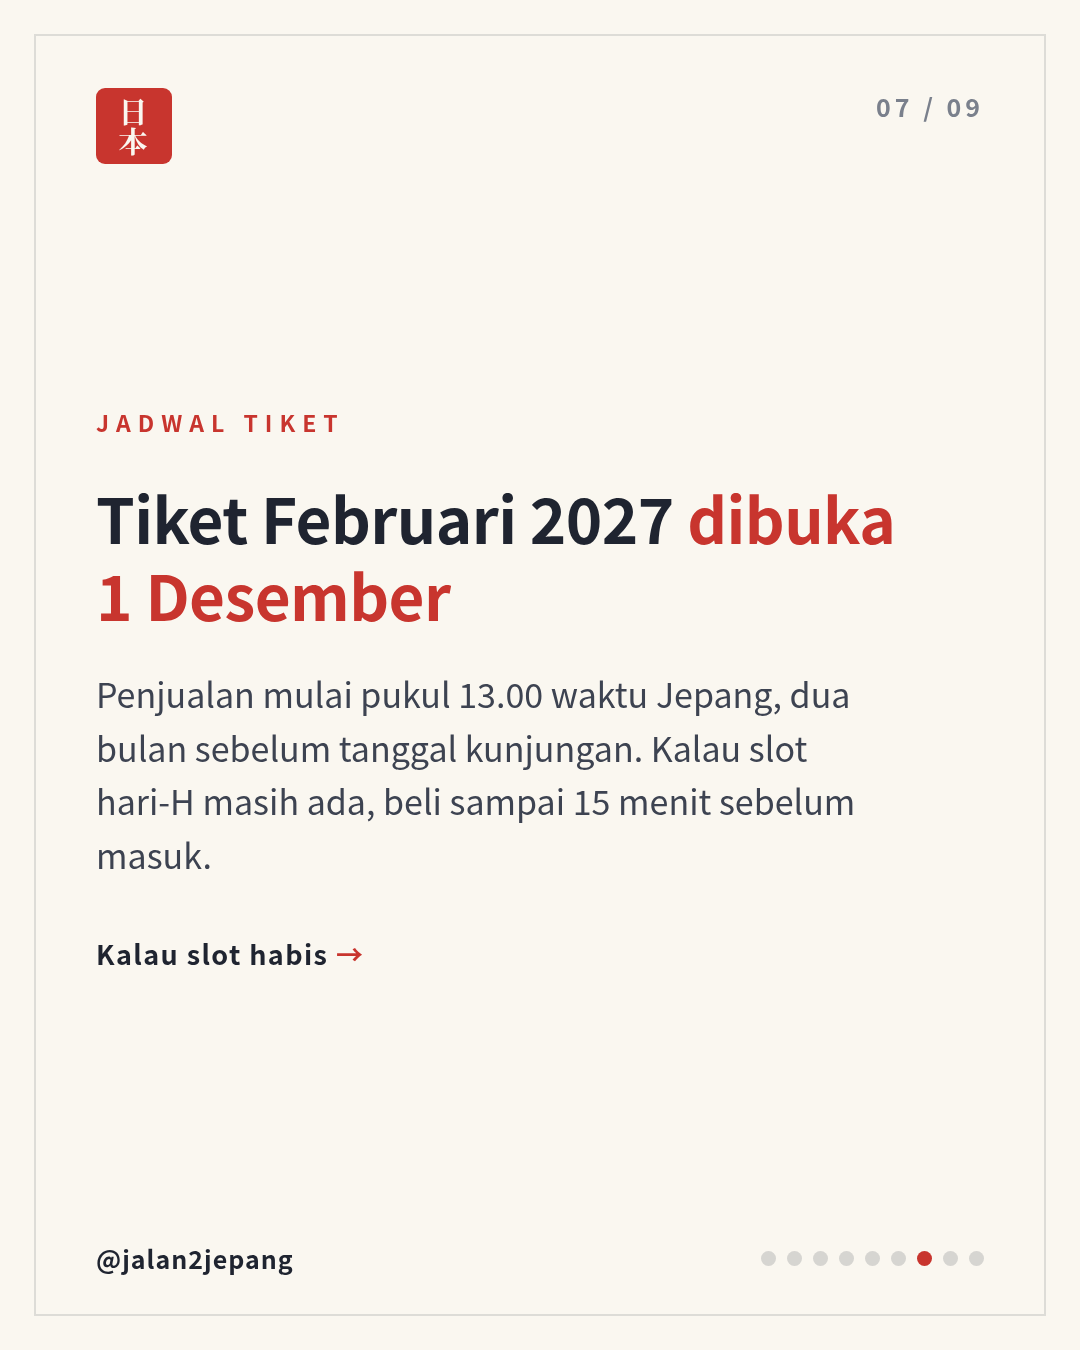 日本
07 / 09
JADWAL TIKET
Tiket Februari 2027 dibuka
1 Desember
Penjualan mulai pukul 13.00 waktu Jepang, dua
bulan sebelum tanggal kunjungan. Kalau slot
hari-H masih ada, beli sampai 15 menit sebelum
masuk.
Kalau slot habis →
@jalan2jepang